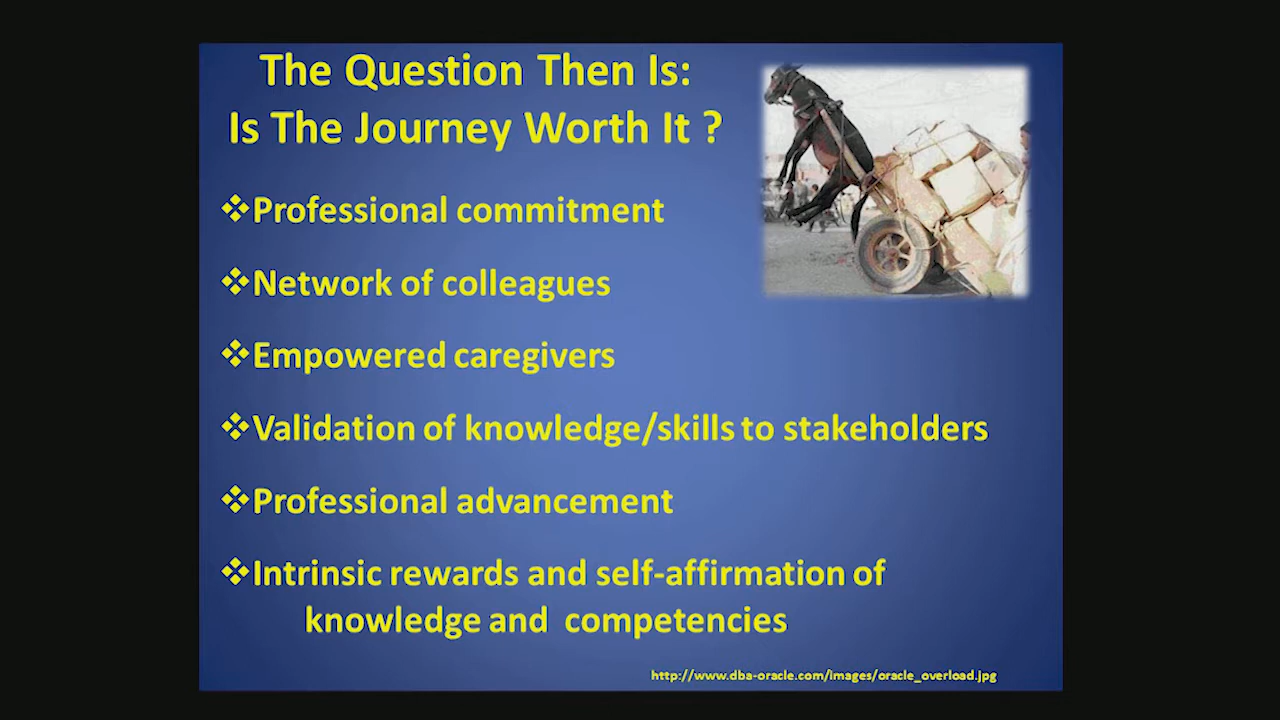 The Question Then Is:
Is The Journey Worth It ?
❖Professional commitment
❖Network of colleagues
❖Empowered caregivers
❖Validation of knowledge/skills to stakeholders
❖Professional advancement
❖Intrinsic rewards and self-affirmation of
knowledge and competencies
http://www.dba-oracle.com/images/oracle_overload.jpg